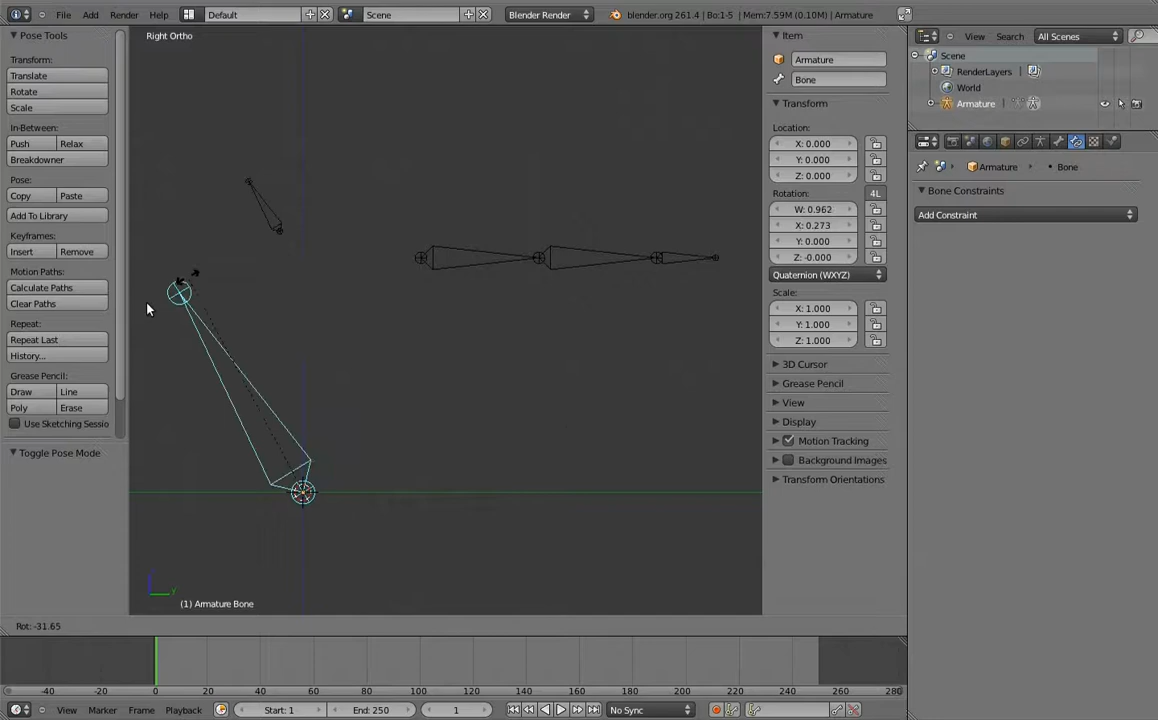 File Add Render Help Default Scene Blender Render blender.org 261.4 | Bo:1-5 | Mem:7.59M (0.10M) | Armature
Pose Tools
Transform:
Translate
Rotate
Scale
In-Between:
Push Relax
Breakdowner
Pose:
Copy Paste
Add To Library
Keyframes:
Insert Remove
Motion Paths:
Calculate Paths
Clear Paths
Repeat:
Repeat Last
History...
Grease Pencil:
Draw Line
Poly Erase
Use Sketching Sessio
Toggle Pose Mode
Right Ortho
y
(1) Armature Bone
Rot: -31.65
Item
Armature
Bone
Transform
Location:
X: 0.000
Y: 0.000
Z: 0.000
Rotation:
4L
W: 0.962
X: 0.273
Y: 0.000
Z: -0.000
Quaternion (WXYZ)
Scale:
X: 1.000
Y: 1.000
Z: 1.000
3D Cursor
Grease Pencil
View
Display
Motion Tracking
Background Images
Transform Orientations
View Search All Scenes
Scene
RenderLayers
World
Armature
Armature Bone
Bone Constraints
Add Constraint
-40 -20 0 20 40 60 80 100 120 140 160 180 200 220 240 260 280
View Marker Frame Playback Start: 1 End: 250 1 No Sync